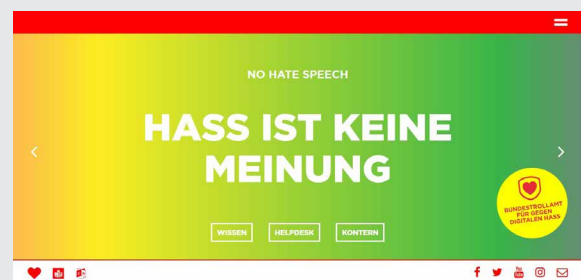 NO HATE SPEECH
HASS IST KEINE
MEINUNG
WISSEN HELPDESK KONTERN
BUNDESTROLLAMT
FÜR GEGEN
DIGITALEN HASS